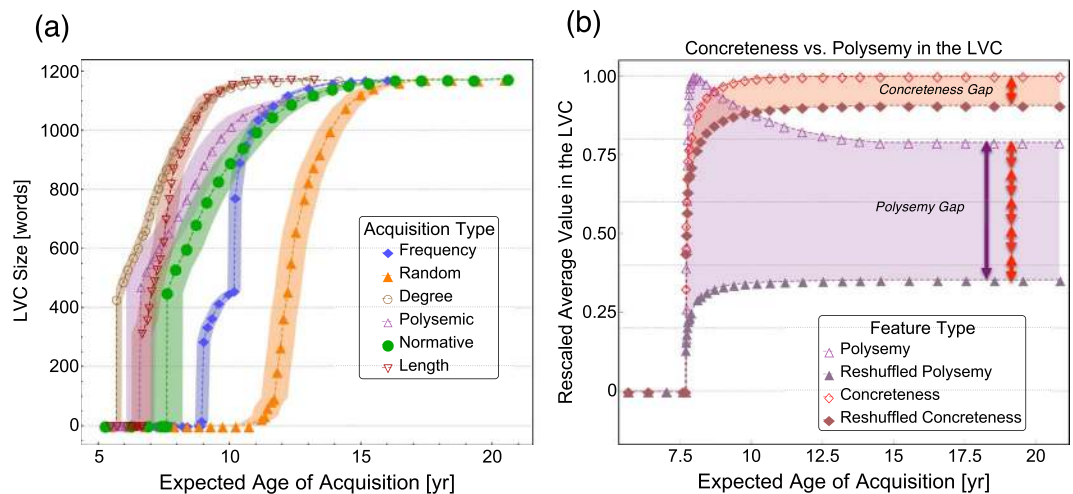 (a)
LVC Size [words]
1200
1000
800
600
400
200
0
5
10
15
20
Expected Age of Acquisition [yr]
Acquisition Type
Frequency
Random
Degree
Polysemic
Normative
Length
(b)
Concreteness vs. Polysemy in the LVC
Rescaled Average Value in the LVC
1.00
0.75
0.50
0.25
0
7.5
10
12.5
15
17.5
20
Expected Age of Acquisition [yr]
Concreteness Gap
Polysemy Gap
Feature Type
Polysemy
Reshuffled Polysemy
Concreteness
Reshuffled Concreteness